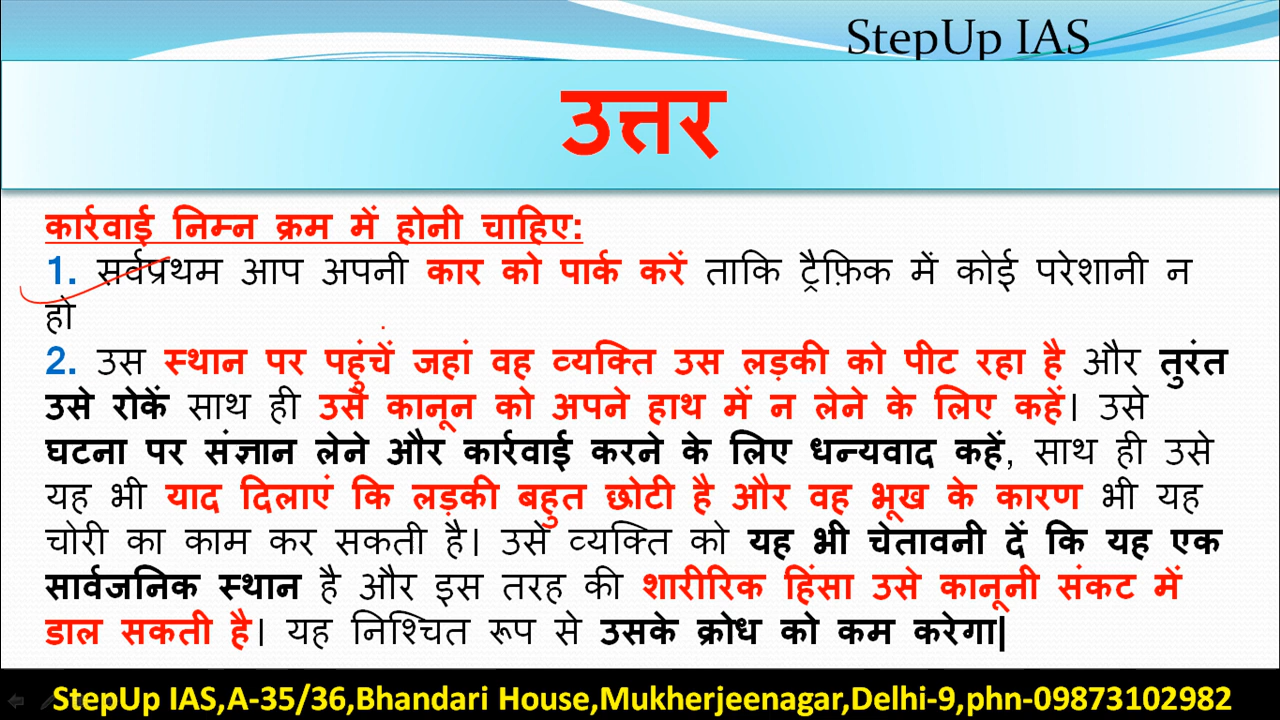 StepUp IAS
उत्तर
कार्रवाई निम्न क्रम में होनी चाहिए:
1. सर्वप्रथम आप अपनी कार को पार्क करें ताकि ट्रैफ़िक में कोई परेशानी न
हो
2. उस स्थान पर पहुंचें जहां वह व्यक्ति उस लड़की को पीट रहा है और तुरंत
उसे रोकें साथ ही उसे कानून को अपने हाथ में न लेने के लिए कहें। उसे
घटना पर संज्ञान लेने और कार्रवाई करने के लिए धन्यवाद कहें, साथ ही उसे
यह भी याद दिलाएं कि लड़की बहुत छोटी है और वह भूख के कारण भी यह
चोरी का काम कर सकती है। उसे व्यक्ति को यह भी चेतावनी दें कि यह एक
सार्वजनिक स्थान है और इस तरह की शारीरिक हिंसा उसे कानूनी संकट में
डाल सकती है। यह निश्चित रूप से उसके क्रोध को कम करेगा|
StepUp IAS,A-35/36,Bhandari House,Mukherjeenagar,Delhi-9,phn-09873102982